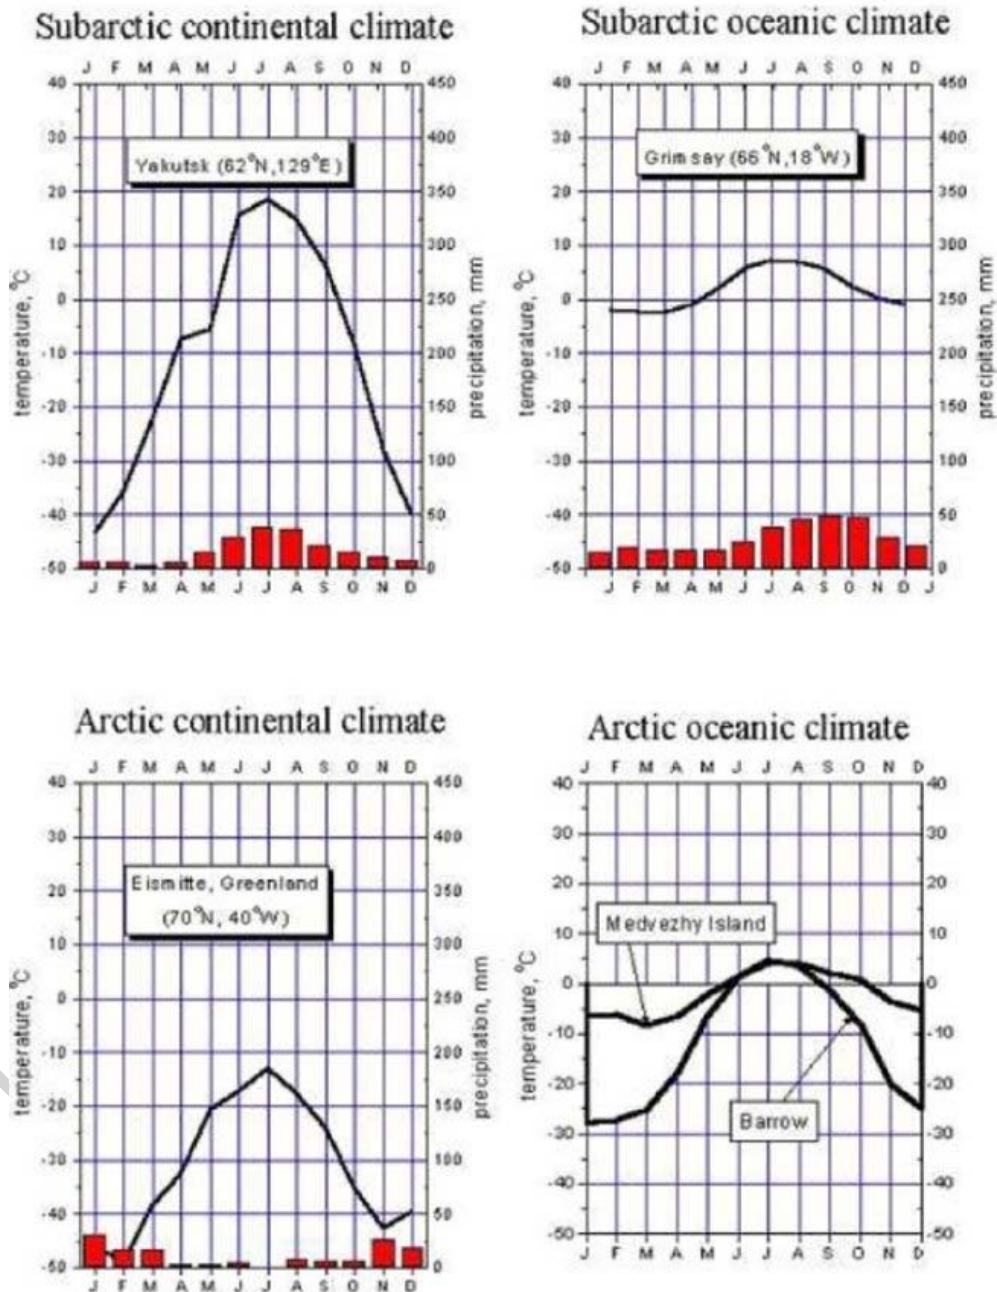 Subarctic continental climate
J F M A M J J A S O N D
40 30 20 10 0 -10 -20 -30 -40 -50
temperature, °C
Yakutsk (62°N,129°E)
450 400 350 300 250 200 150 100 50 0
precipitation, mm
J F M A M J J A S O N D
Subarctic oceanic climate
J F M A M J J A S O N D
40 30 20 10 0 -10 -20 -30 -40 -50
temperature, °C
Grimsay (66°N,18°W)
450 400 350 300 250 200 150 100 50 0
precipitation, mm
J F M A M J J A S O N D J
Arctic continental climate
J F M A M J J A S O N D
40 30 20 10 0 -10 -20 -30 -40 -50
temperature, °C
Eismitte, Greenland
(70°N, 40°W)
450 400 350 300 250 200 150 100 50 0
precipitation, mm
J F M A M J J A S O N D
Arctic oceanic climate
J F M A M J J A S O N D
40 30 20 10 0 -10 -20 -30 -40 -50
temperature, °C
Medvezhy Island
Barrow
40 30 20 10 0 -10 -20 -30 -40 -50
J F M A M J J A S O N D